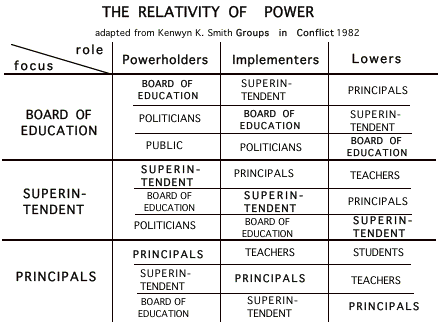 THE RELATIVITY OF POWER
adapted from Kenwyn K. Smith Groups in Conflict 1982
role
focus
Powerholders
Implementers
Lowers
BOARD OF
EDUCATION
BOARD OF
EDUCATION
SUPERIN-
TENDENT
PRINCIPALS
POLITICIANS
BOARD OF
EDUCATION
SUPERIN-
TENDENT
PUBLIC
POLITICIANS
BOARD OF
EDUCATION
SUPERIN-
TENDENT
SUPERIN-
TENDENT
PRINCIPALS
TEACHERS
BOARD OF
EDUCATION
SUPERIN-
TENDENT
PRINCIPALS
POLITICIANS
BOARD OF
EDUCATION
SUPERIN-
TENDENT
PRINCIPALS
PRINCIPALS
TEACHERS
STUDENTS
SUPERIN-
TENDENT
PRINCIPALS
TEACHERS
BOARD OF
EDUCATION
SUPERIN-
TENDENT
PRINCIPALS